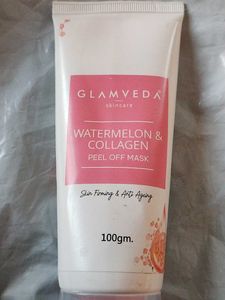 GLAMVEDA
skincare
WATERMELON &
COLLAGEN
PEEL OFF MASK
Skin Firming & Anti Ageing
100gm.